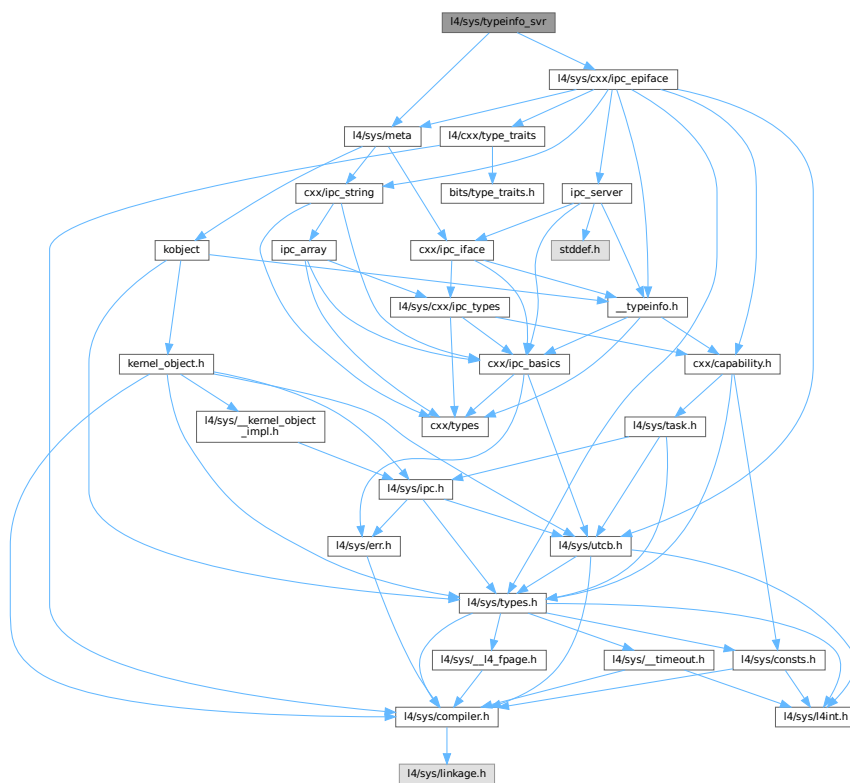 l4/sys/typeinfo_svr
l4/sys/cxx/ipc_epiface
l4/sys/meta
l4/cxx/type_traits
cxx/ipc_string
bits/type_traits.h
ipc_server
kobject
ipc_array
cxx/ipc_iface
stddef.h
l4/sys/cxx/ipc_types
__typeinfo.h
kernel_object.h
cxx/ipc_basics
cxx/capability.h
l4/sys/__kernel_object
_impl.h
cxx/types
l4/sys/task.h
l4/sys/ipc.h
l4/sys/err.h
l4/sys/utcb.h
l4/sys/types.h
l4/sys/__l4_fpage.h
l4/sys/__timeout.h
l4/sys/consts.h
l4/sys/compiler.h
l4/sys/l4int.h
l4/sys/linkage.h